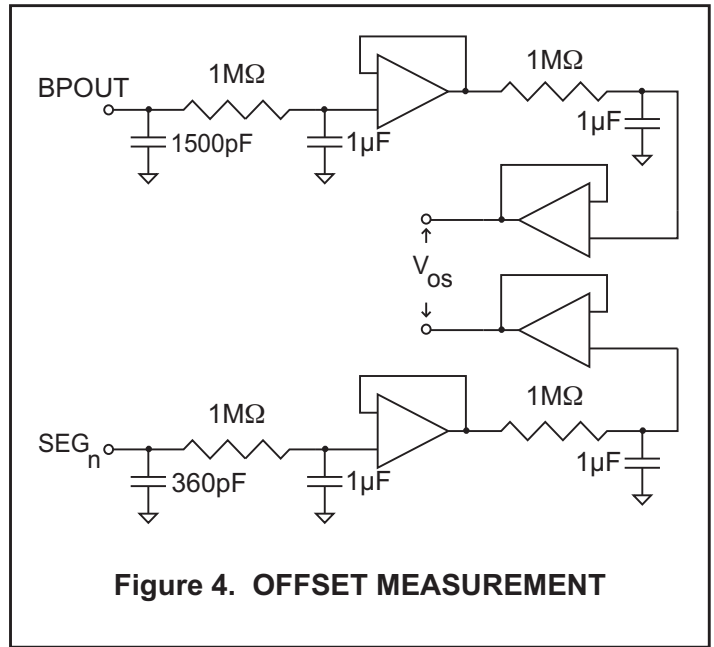 1MΩ
1MΩ
BPOUT
1500pF
1µF
1µF
Vos
1MΩ
1MΩ
SEGn
360pF
1µF
1µF
Figure 4. OFFSET MEASUREMENT